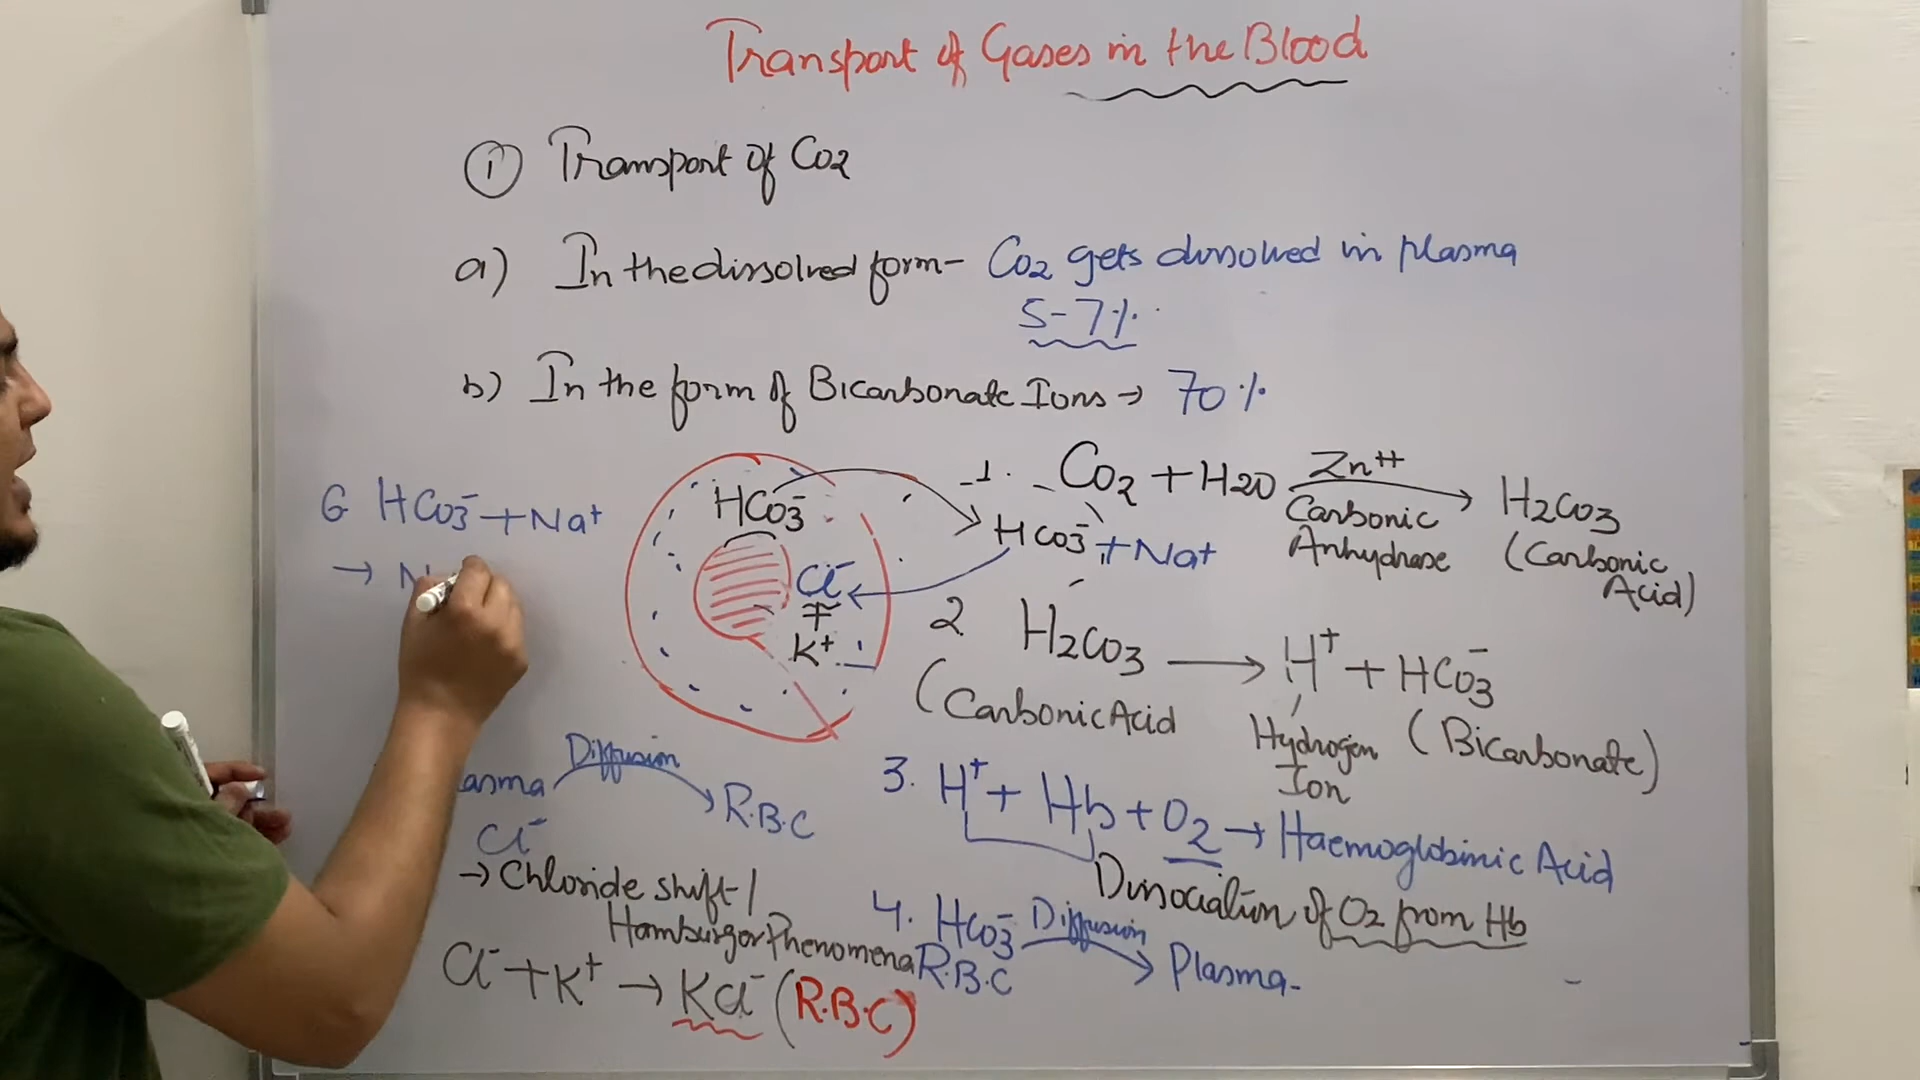 Transport of Gases in the Blood
① Transport of Co2
a) In the dissolved form - Co2 gets dissolved in plasma
5-7%
b) In the form of Bicarbonate Ions → 70%
1. Co2 + H2O Zn++ → H2Co3
Carbonic Anhydrase
(Carbonic Acid)
HCo3-
HCo3- + Na+
Cl-
+
K+
6 HCo3- + Na+
→ N
2 H2Co3 → H+ + HCo3-
(Carbonic Acid
Hydrogen Ion
(Bicarbonate)
3. H+ + Hb + O2 → Haemoglobinic Acid
Dissociation of O2 from Hb
4. HCo3- Diffusion → Plasma.
R.B.C
asma Diffusion → R.B.C
Cl-
→ Chloride shift /
Hamburger Phenomena
Cl- + K+ → KCl- (R.B.C)